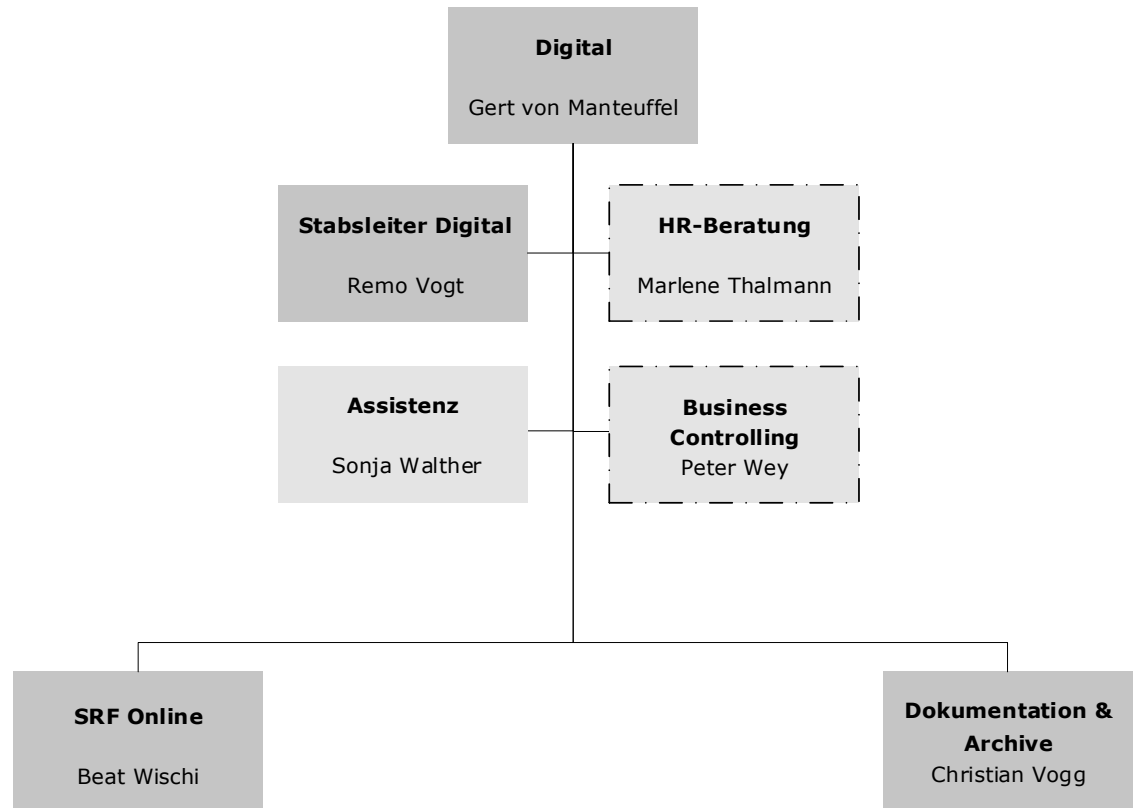 Digital
Gert von Manteuffel
Stabsleiter Digital
Remo Vogt
HR-Beratung
Marlene Thalmann
Assistenz
Sonja Walther
Business
Controlling
Peter Wey
SRF Online
Beat Wischi
Dokumentation &
Archive
Christian Vogg